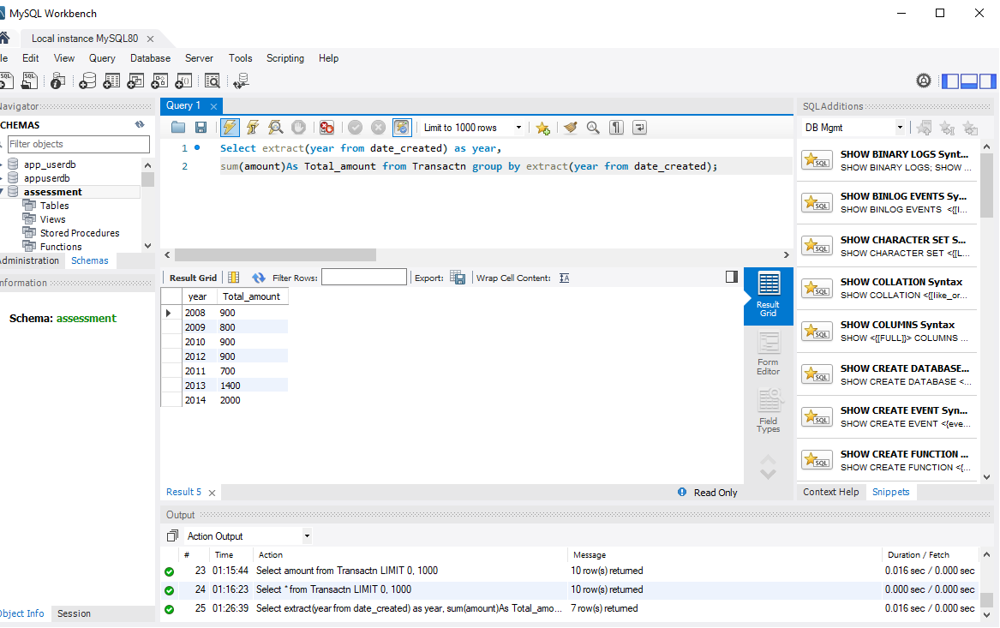 MySQL Workbench
Local instance MySQL80
le Edit View Query Database Server Tools Scripting Help
Navigator
CHEMAS
Filter objects
app_userdb
appuserdb
assessment
Tables
Views
Stored Procedures
Functions
Administration Schemas
nformation
Schema: assessment
Object Info Session
Query 1
Limit to 1000 rows
1 Select extract(year from date_created) as year,
2 sum(amount)As Total_amount from Transactn group by extract(year from date_created);
Result Grid Filter Rows: Export: Wrap Cell Content: IA
year Total_amount
2008 900
2009 800
2010 900
2012 900
2011 700
2013 1400
2014 2000
Result Grid
Form Editor
Field Types
Result 5 Read Only
Output
Action Output
# Time Action Message Duration / Fetch
23 01:15:44 Select amount from Transactn LIMIT 0, 1000 10 row(s) returned 0.016 sec / 0.000 sec
24 01:16:23 Select * from Transactn LIMIT 0, 1000 10 row(s) returned 0.000 sec / 0.000 sec
25 01:26:39 Select extract(year from date_created) as year, sum(amount)As Total_amo... 7 row(s) returned 0.016 sec / 0.000 sec
SQLAdditions
DB Mgmt
SHOW BINARY LOGS Synt...
SHOW BINARY LOGS; SHOW ...
SHOW BINLOG EVENTS Sy...
SHOW BINLOG EVENTS <{[I...
SHOW CHARACTER SET S...
SHOW CHARACTER SET <{[L...
SHOW COLLATION Syntax
SHOW COLLATION <{[like_or...
SHOW COLUMNS Syntax
SHOW <{[FULL]}> COLUMNS ...
SHOW CREATE DATABASE...
SHOW CREATE DATABASE <...
SHOW CREATE EVENT Syn...
SHOW CREATE EVENT <{eve...
SHOW CREATE FUNCTION ...
SHOW CREATE FUNCTION <{...
Context Help Snippets